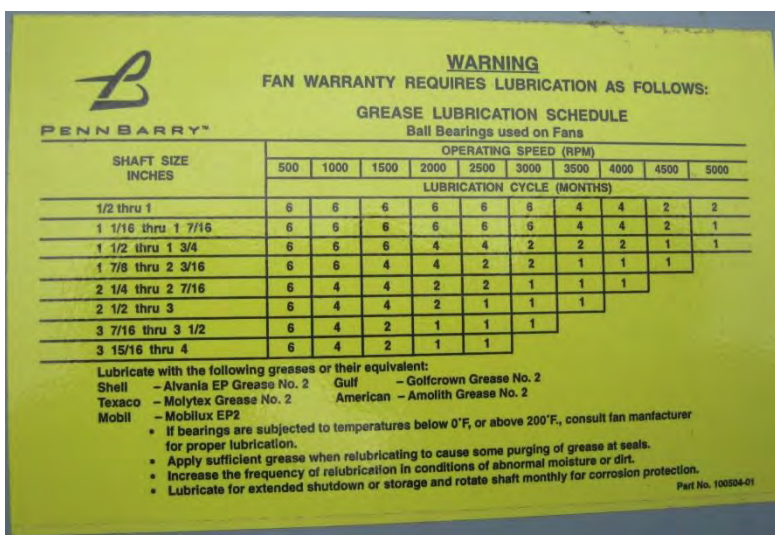 WARNING
FAN WARRANTY REQUIRES LUBRICATION AS FOLLOWS:
GREASE LUBRICATION SCHEDULE
PENNBARRY™
Ball Bearings used on Fans
SHAFT SIZE INCHES
OPERATING SPEED (RPM)
500 1000 1500 2000 2500 3000 3500 4000 4500 5000
LUBRICATION CYCLE (MONTHS)
1/2 thru 1 6 6 6 6 6 6 4 4 2 2
1 1/16 thru 1 7/16 6 6 6 6 6 6 4 4 2 1
1 1/2 thru 1 3/4 6 6 6 4 4 2 2 2 1 1
1 7/8 thru 2 3/16 6 6 4 4 2 2 1 1 1
2 1/4 thru 2 7/16 6 4 4 2 2 1 1 1
2 1/2 thru 3 6 4 4 2 1 1 1
3 7/16 thru 3 1/2 6 4 2 1 1 1
3 15/16 thru 4 6 4 2 1 1
Lubricate with the following greases or their equivalent:
Shell – Alvania EP Grease No. 2 Gulf – Golfcrown Grease No. 2
Texaco – Molytex Grease No. 2 American – Amolith Grease No. 2
Mobil – Mobilux EP2
• If bearings are subjected to temperatures below 0°F, or above 200°F., consult fan manfacturer
for proper lubrication.
• Apply sufficient grease when relubricating to cause some purging of grease at seals.
• Increase the frequency of relubrication in conditions of abnormal moisture or dirt.
• Lubricate for extended shutdown or storage and rotate shaft monthly for corrosion protection.
Part No. 100504-01